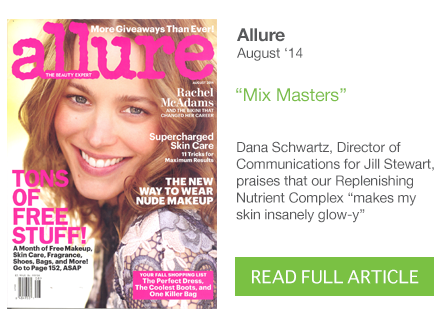 More Giveaways Than Ever!
allure
THE BEAUTY EXPERT
Rachel
McAdams
AND THE BIKINI THAT
CHANGED HER CAREER
Supercharged
Skin Care
11 Tricks for
Maximum Results
TONS
OF
FREE
STUFF!
A Month of Free Makeup,
Skin Care, Fragrance,
Shoes, Bags, and More!
Go to Page 152, ASAP
THE NEW
WAY TO WEAR
NUDE MAKEUP
YOUR FALL SHOPPING LIST
The Perfect Dress,
The Coolest Boots, and
One Killer Bag
Allure
August ‘14
“Mix Masters”
Dana Schwartz, Director of
Communications for Jill Stewart,
praises that our Replenishing
Nutrient Complex “makes my
skin insanely glow-y”
READ FULL ARTICLE